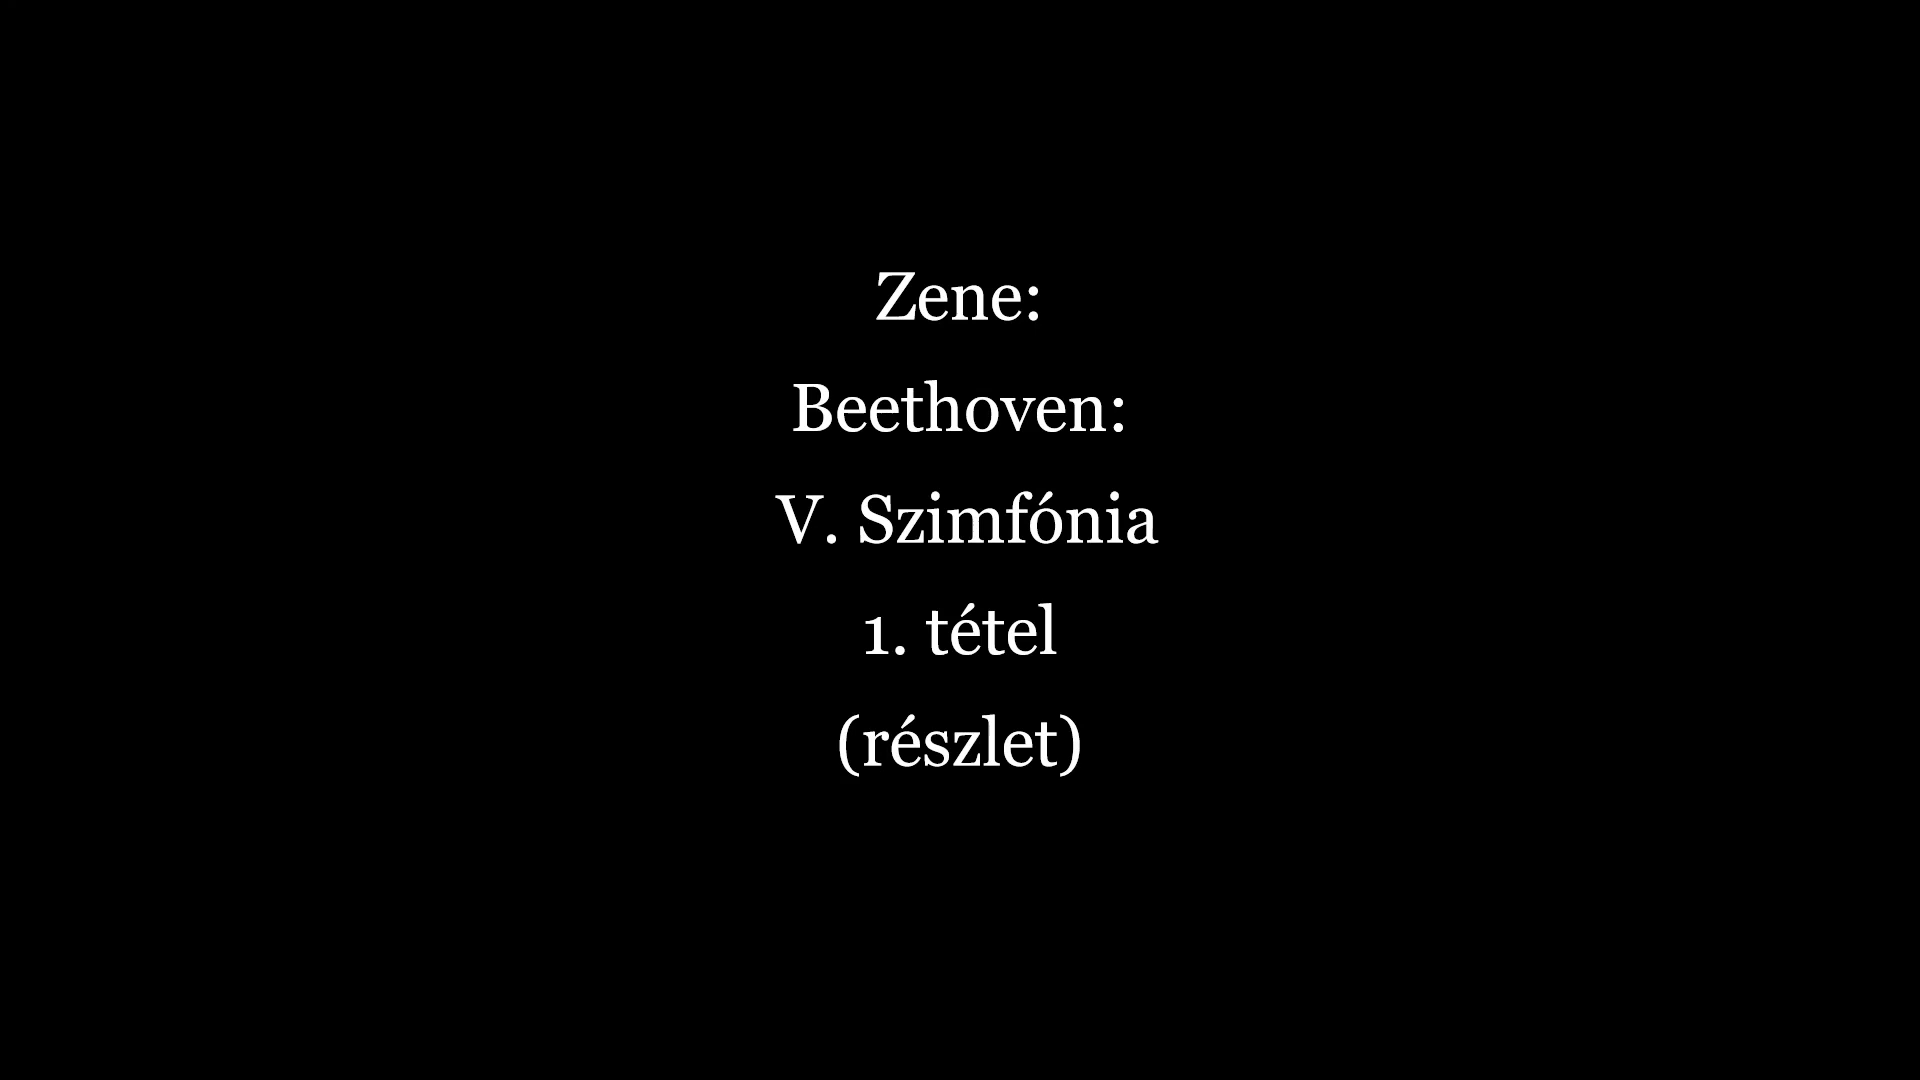 Zene:
Beethoven:
V. Szimfónia
1. tétel
(részlet)